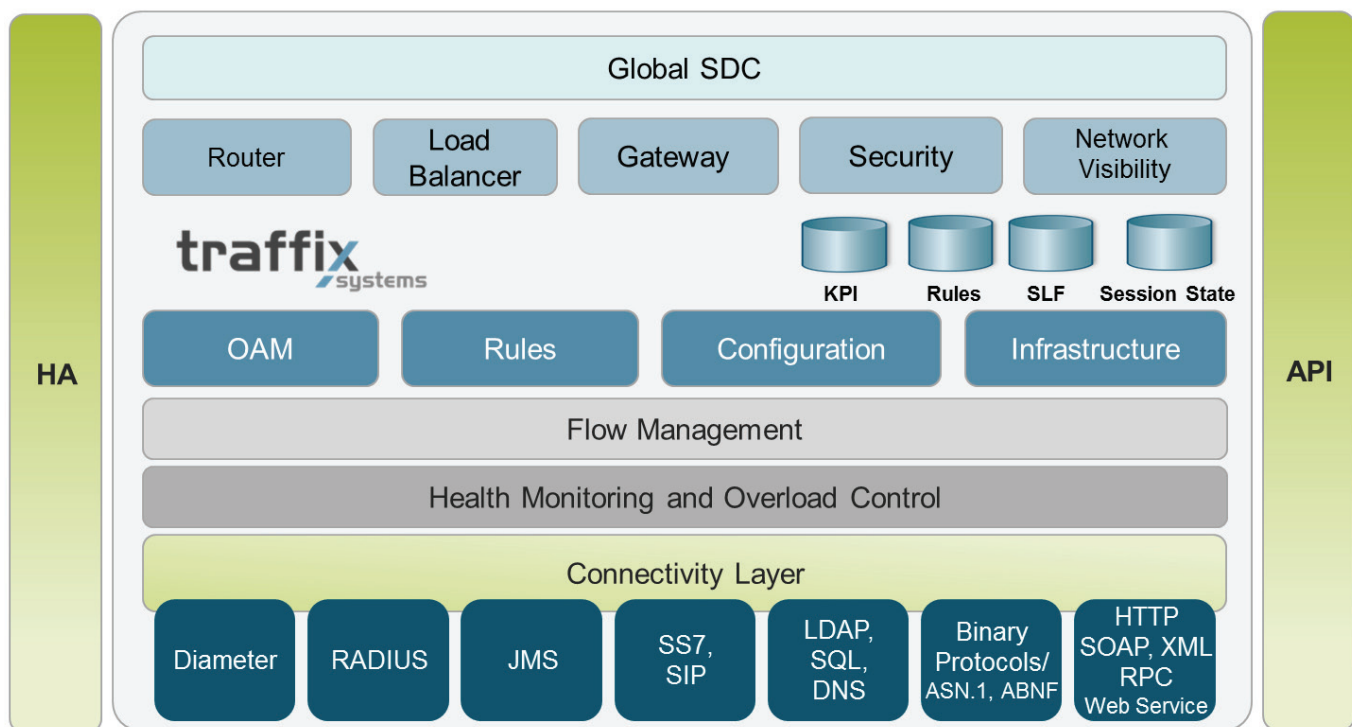 Global SDC
Router
Load
Balancer
Gateway
Security
Network
Visibility
traffix
systems
KPI
Rules
SLF
Session State
OAM
Rules
Configuration
Infrastructure
HA
API
Flow Management
Health Monitoring and Overload Control
Connectivity Layer
Diameter
RADIUS
JMS
SS7,
SIP
LDAP,
SQL,
DNS
Binary
Protocols/
ASN.1, ABNF
HTTP
SOAP, XML
RPC
Web Service